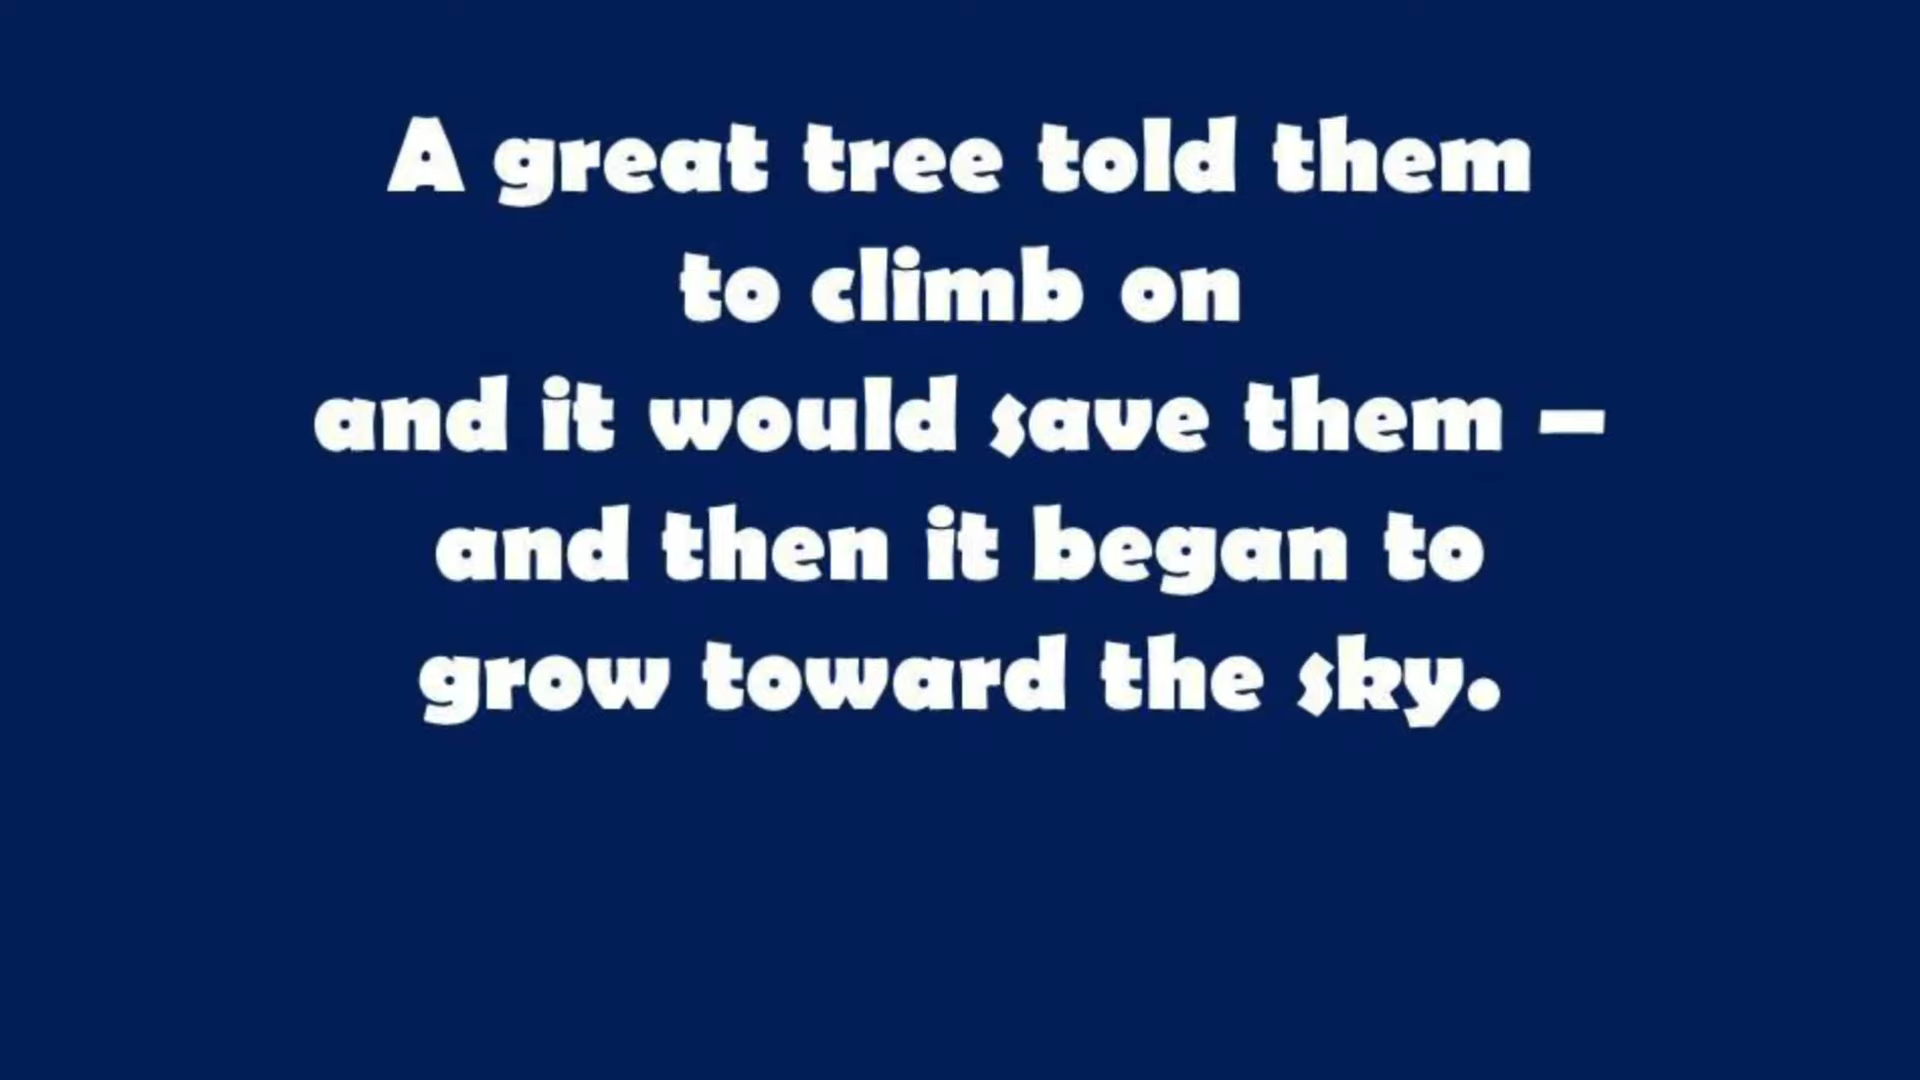 A great tree told them
to climb on
and it would save them –
and then it began to
grow toward the sky.